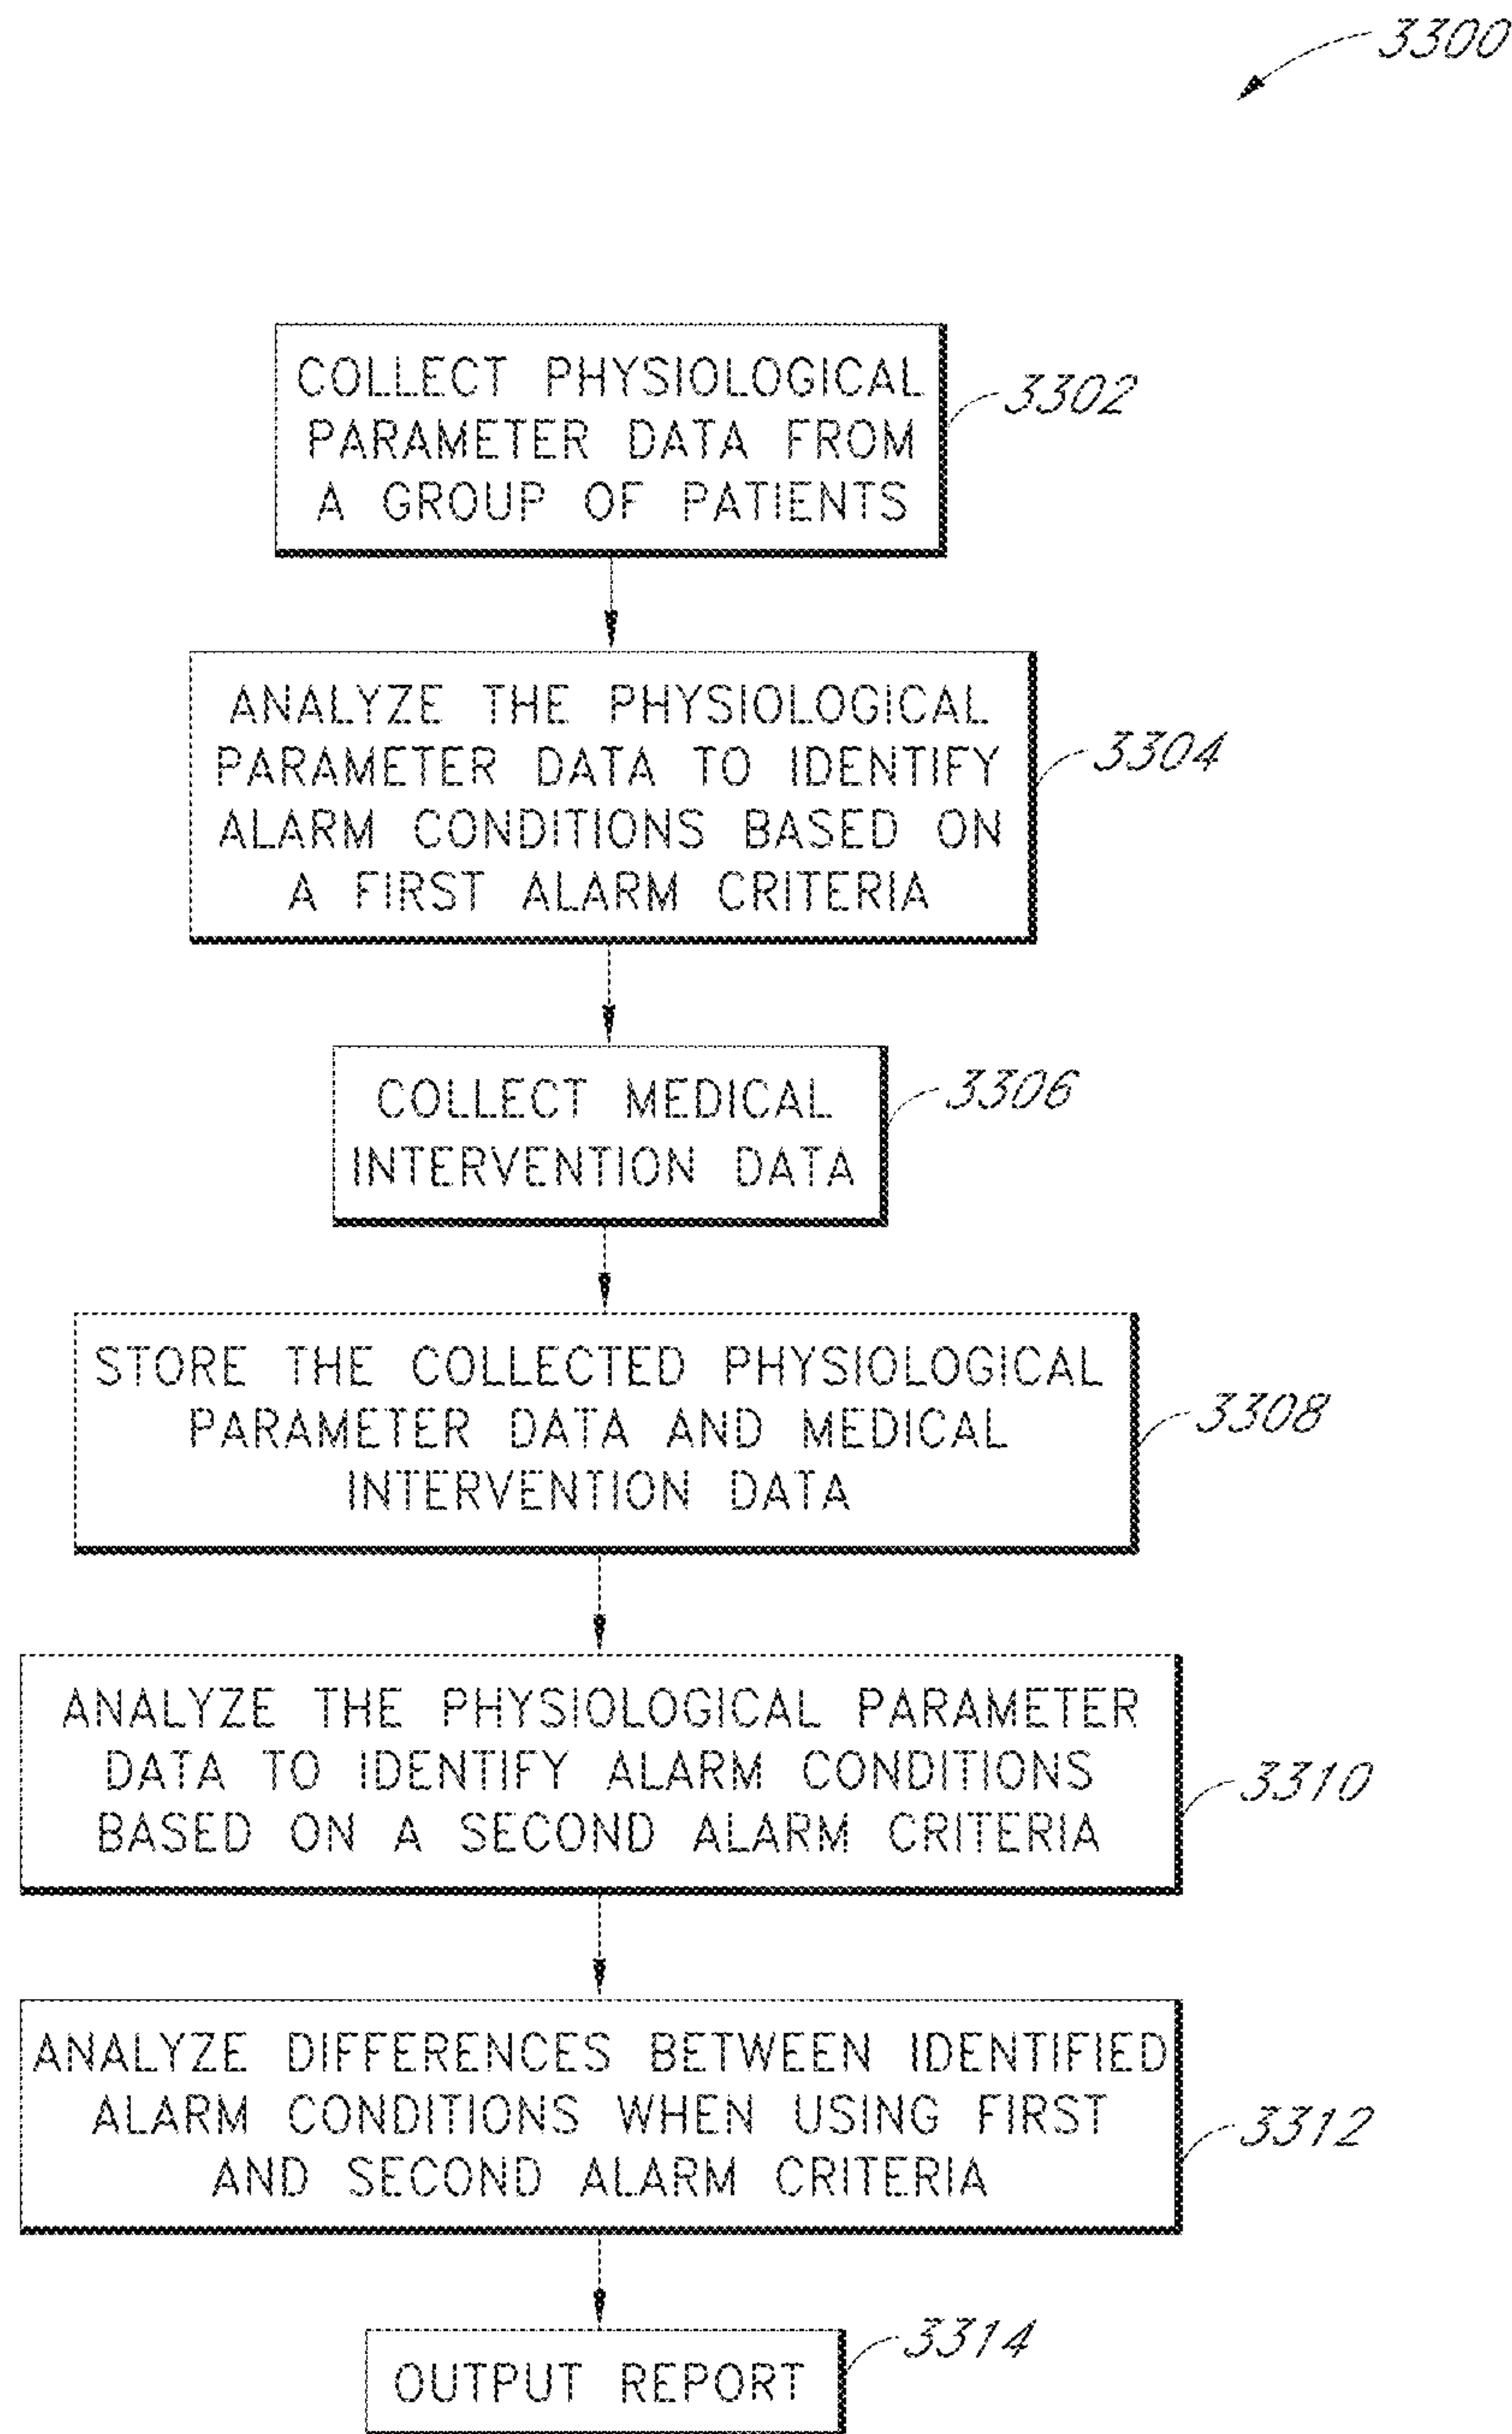 3300
COLLECT PHYSIOLOGICAL
PARAMETER DATA FROM
A GROUP OF PATIENTS
3302
ANALYZE THE PHYSIOLOGICAL
PARAMETER DATA TO IDENTIFY
ALARM CONDITIONS BASED ON
A FIRST ALARM CRITERIA
3304
COLLECT MEDICAL
INTERVENTION DATA
3306
STORE THE COLLECTED PHYSIOLOGICAL
PARAMETER DATA AND MEDICAL
INTERVENTION DATA
3308
ANALYZE THE PHYSIOLOGICAL PARAMETER
DATA TO IDENTIFY ALARM CONDITIONS
BASED ON A SECOND ALARM CRITERIA
3310
ANALYZE DIFFERENCES BETWEEN IDENTIFIED
ALARM CONDITIONS WHEN USING FIRST
AND SECOND ALARM CRITERIA
3312
OUTPUT REPORT
3314